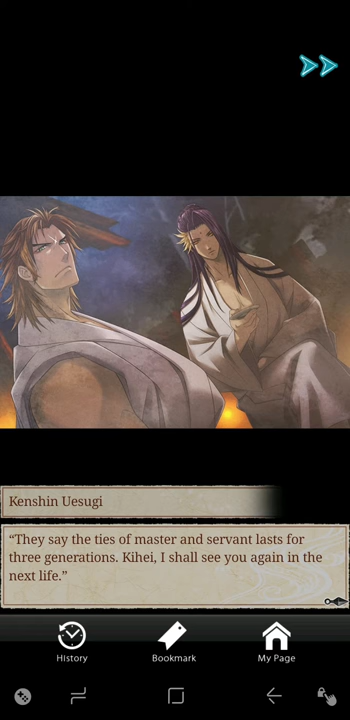 Kenshin Uesugi
“They say the ties of master and servant lasts for
three generations. Kihei, I shall see you again in the
next life.”
History
Bookmark
My Page